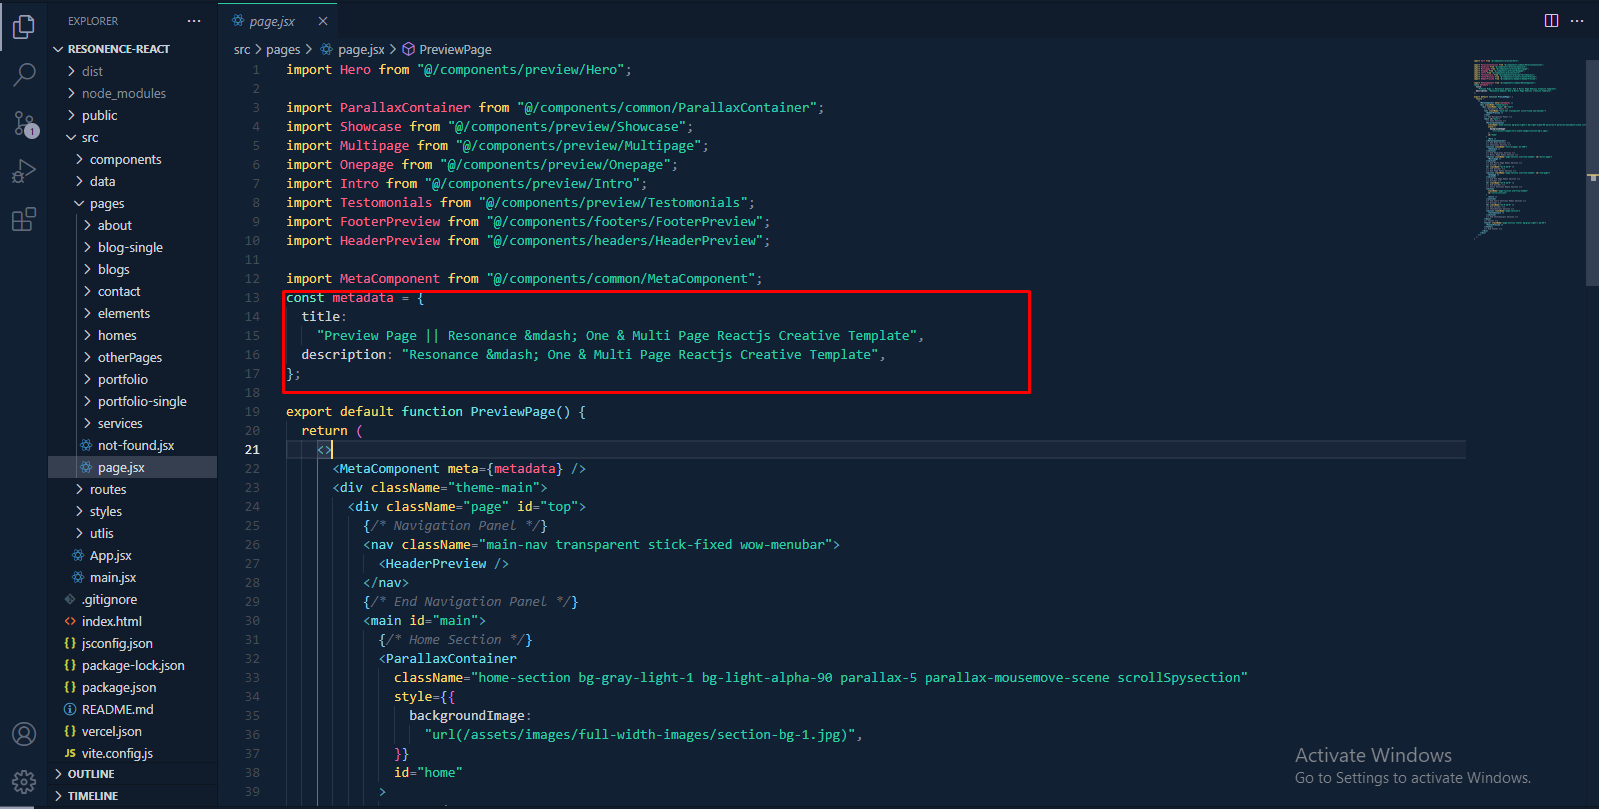 EXPLORER
...
page.jsx
RESONENCE-REACT
dist
node_modules
public
src
components
data
pages
about
blog-single
blogs
contact
elements
homes
otherPages
portfolio
portfolio-single
services
not-found.jsx
page.jsx
routes
styles
utlis
App.jsx
main.jsx
.gitignore
index.html
jsconfig.json
package-lock.json
package.json
README.md
vercel.json
vite.config.js
OUTLINE
TIMELINE
1
src > pages > page.jsx > PreviewPage
1 import Hero from "@/components/preview/Hero";
2
3 import ParallaxContainer from "@/components/common/ParallaxContainer";
4 import Showcase from "@/components/preview/Showcase";
5 import Multipage from "@/components/preview/Multipage";
6 import Onepage from "@/components/preview/Onepage";
7 import Intro from "@/components/preview/Intro";
8 import Testomonials from "@/components/preview/Testomonials";
9 import FooterPreview from "@/components/footers/FooterPreview";
10 import HeaderPreview from "@/components/headers/HeaderPreview";
11
12 import MetaComponent from "@/components/common/MetaComponent";
13 const metadata = {
14 title:
15 "Preview Page || Resonance &mdash; One & Multi Page Reactjs Creative Template",
16 description: "Resonance &mdash; One & Multi Page Reactjs Creative Template",
17 };
18
19 export default function PreviewPage() {
20 return (
21 <>
22 <MetaComponent meta={metadata} />
23 <div className="theme-main">
24 <div className="page" id="top">
25 {/* Navigation Panel */}
26 <nav className="main-nav transparent stick-fixed wow-menubar">
27 <HeaderPreview />
28 </nav>
29 {/* End Navigation Panel */}
30 <main id="main">
31 {/* Home Section */}
32 <ParallaxContainer
33 className="home-section bg-gray-light-1 bg-light-alpha-90 parallax-5 parallax-mousemove-scene scrollSpysection"
34 style={{
35 backgroundImage:
36 "url(/assets/images/full-width-images/section-bg-1.jpg)",
37 }}
38 id="home"
39 >
Activate Windows
Go to Settings to activate Windows.